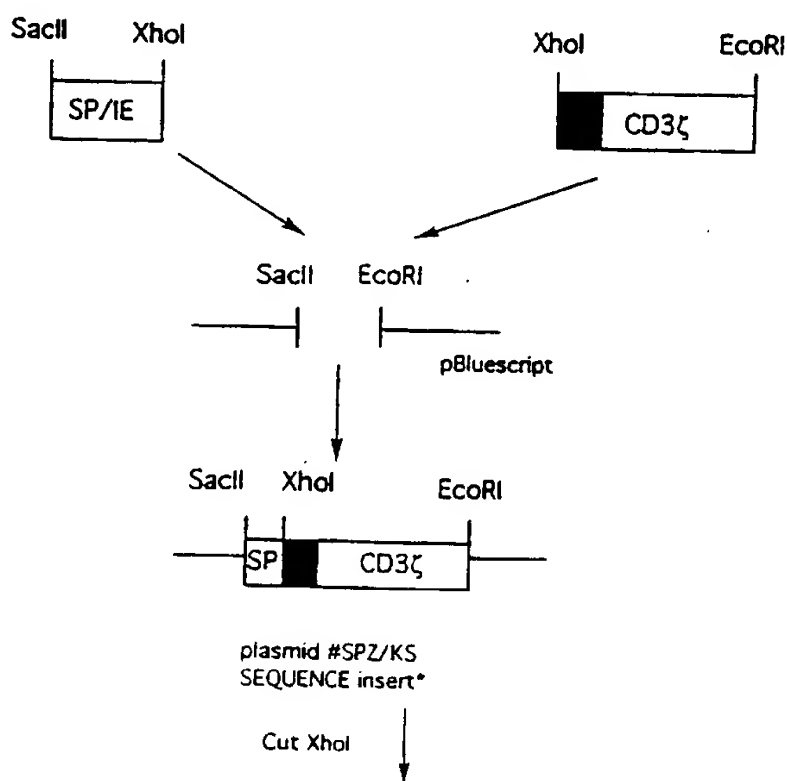 SacII XhoI
XhoI EcoRI
SP/IE
CD3ζ
SacII EcoRI
pBluescript
SacII XhoI EcoRI
SP CD3ζ
plasmid #SPZ/KS
SEQUENCE insert*
Cut XhoI